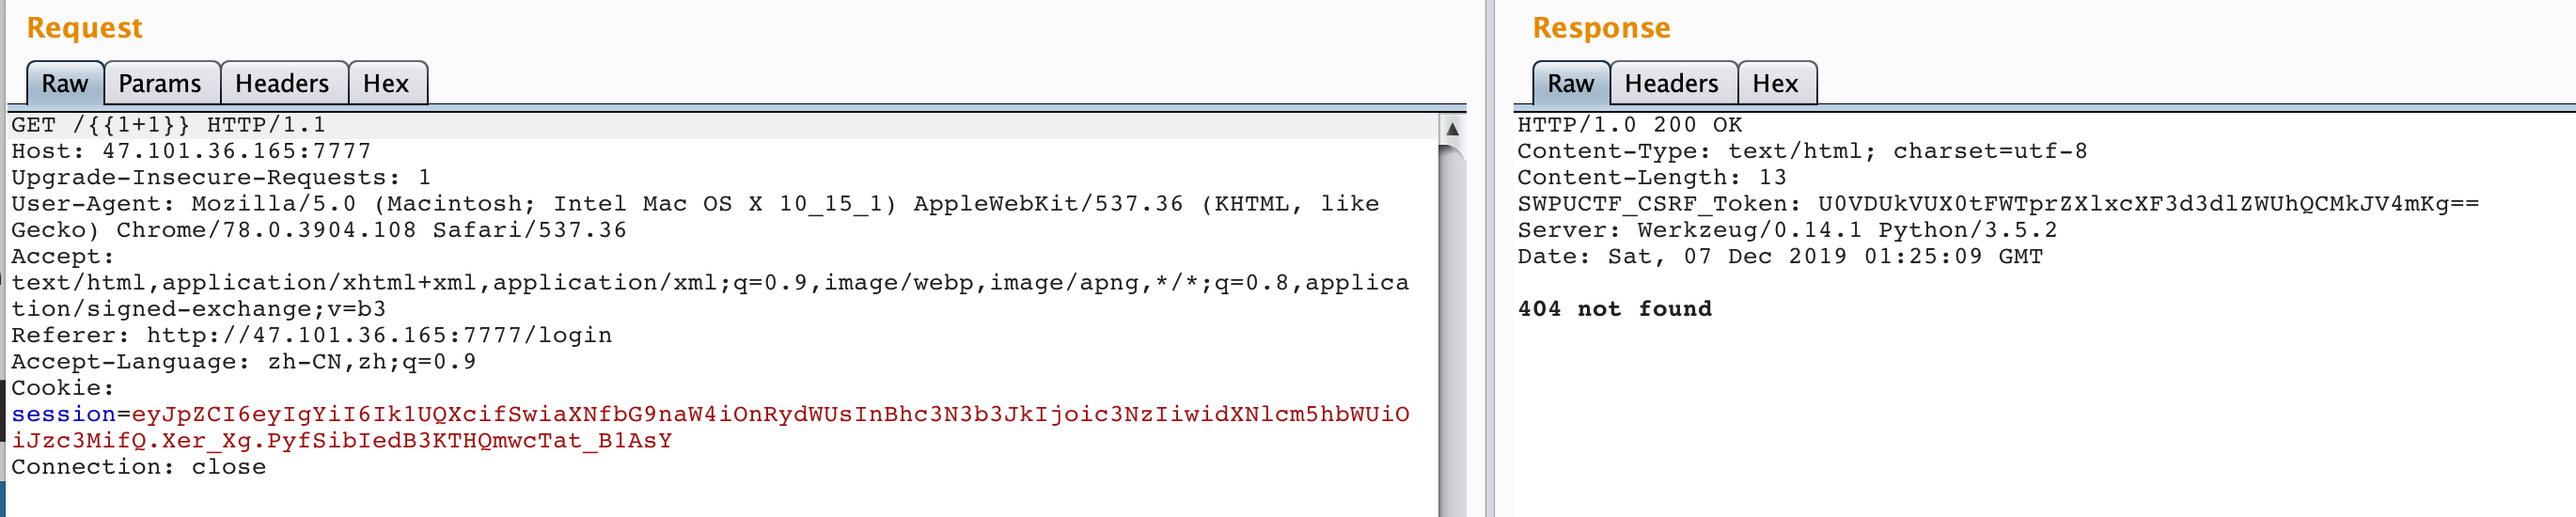 Request
Raw Params Headers Hex
GET /{{1+1}} HTTP/1.1
Host: 47.101.36.165:7777
Upgrade-Insecure-Requests: 1
User-Agent: Mozilla/5.0 (Macintosh; Intel Mac OS X 10_15_1) AppleWebKit/537.36 (KHTML, like
Gecko) Chrome/78.0.3904.108 Safari/537.36
Accept:
text/html,application/xhtml+xml,application/xml;q=0.9,image/webp,image/apng,*/*;q=0.8,applica
tion/signed-exchange;v=b3
Referer: http://47.101.36.165:7777/login
Accept-Language: zh-CN,zh;q=0.9
Cookie:
session=eyJpZCI6eyIgYiI6Ik1UQXcifSwiaXNfbG9naW4iOnRydWUsInBhc3N3b3JkIjoic3NzIiwidXNlcm5hbWUiO
iJzc3MifQ.Xer_Xg.PyfSibIedB3KTHQmwcTat_B1AsY
Connection: close
Response
Raw Headers Hex
HTTP/1.0 200 OK
Content-Type: text/html; charset=utf-8
Content-Length: 13
SWPUCTF_CSRF_Token: U0VDUkVUX0tFWTprZXlxcXF3d3dlZWUhQCMkJV4mKg==
Server: Werkzeug/0.14.1 Python/3.5.2
Date: Sat, 07 Dec 2019 01:25:09 GMT
404 not found